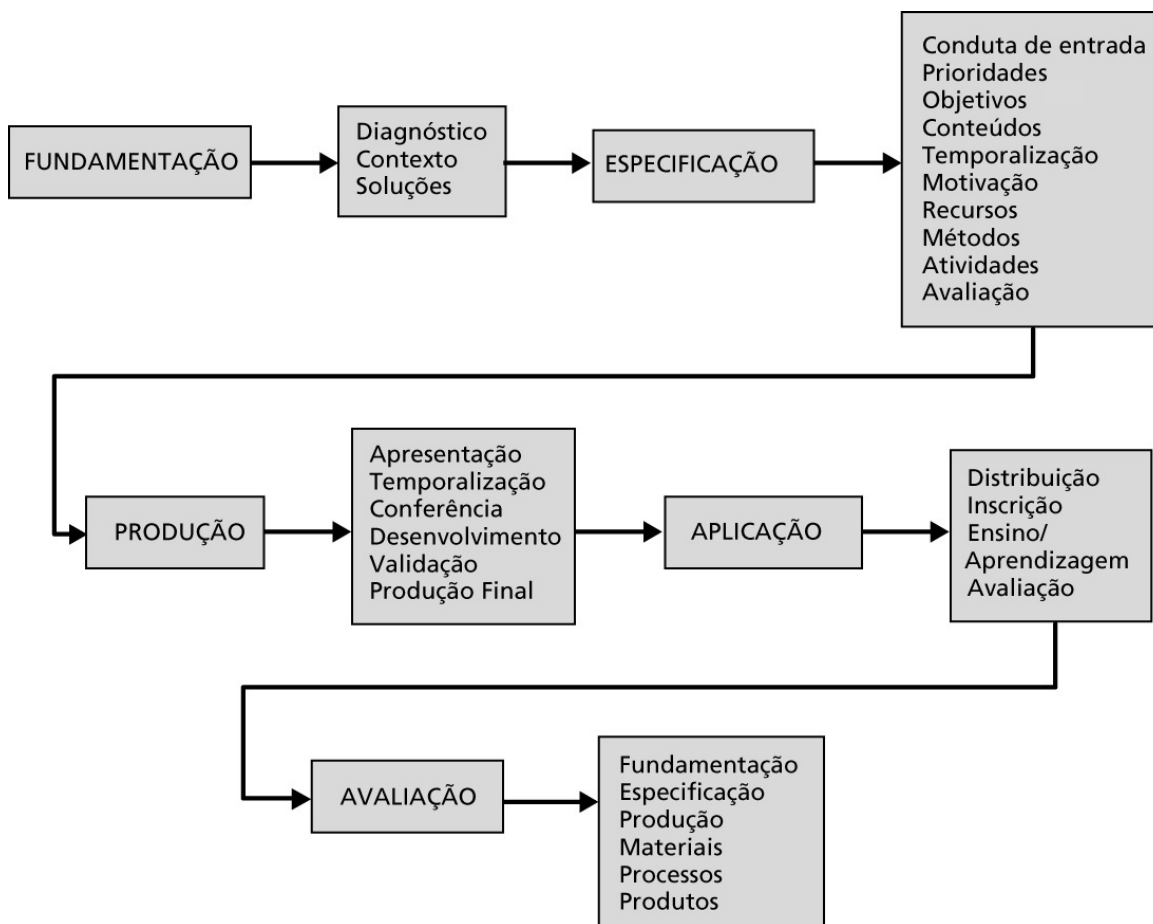 FUNDAMENTAÇÃO
Diagnóstico
Contexto
Soluções
ESPECIFICAÇÃO
Conduta de entrada
Prioridades
Objetivos
Conteúdos
Temporalização
Motivação
Recursos
Métodos
Atividades
Avaliação
PRODUÇÃO
Apresentação
Temporalização
Conferência
Desenvolvimento
Validação
Produção Final
APLICAÇÃO
Distribuição
Inscrição
Ensino/
Aprendizagem
Avaliação
AVALIAÇÃO
Fundamentação
Especificação
Produção
Materiais
Processos
Produtos